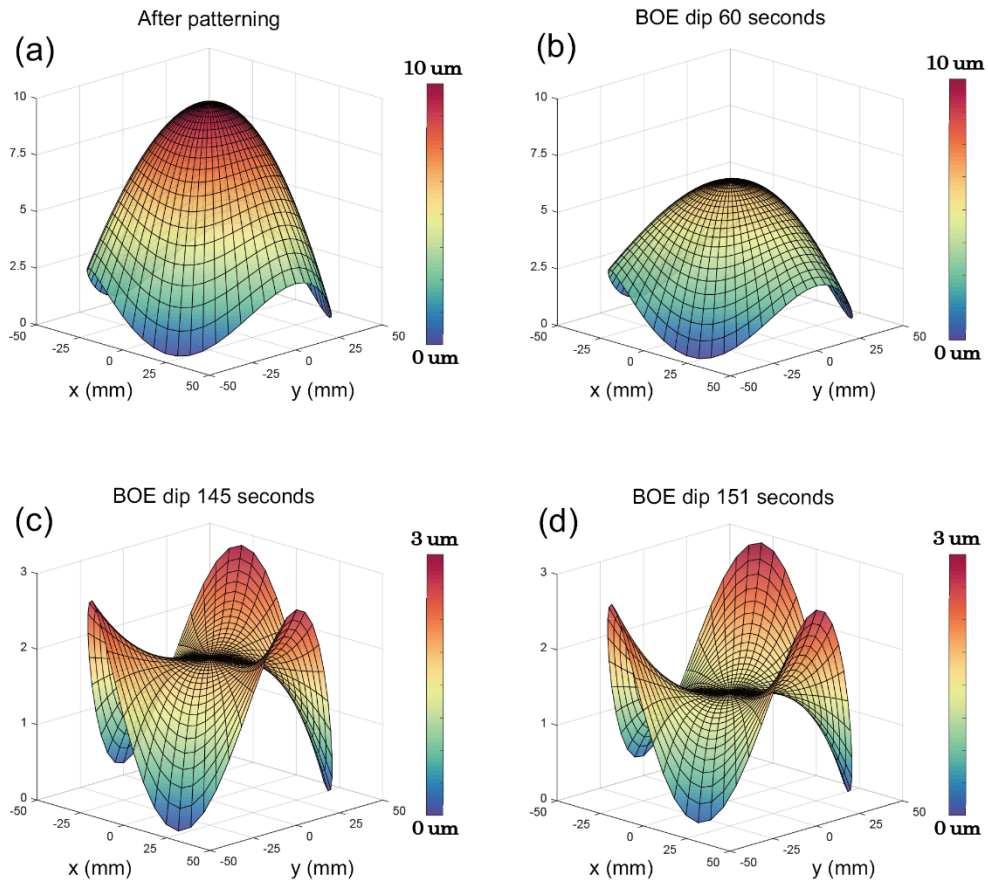 After patterning
(a)
10 um
10
7.5
5
2.5
0
-50
-25
0
25
50
x (mm)
-50
-25
0
25
50
y (mm)
0 um
BOE dip 60 seconds
(b)
10 um
10
7.5
5
2.5
0
-50
-25
0
25
50
x (mm)
-50
-25
0
25
50
y (mm)
0 um
BOE dip 145 seconds
(c)
3 um
3
2
1
0
-50
-25
0
25
50
x (mm)
-50
-25
0
25
50
y (mm)
0 um
BOE dip 151 seconds
(d)
3 um
3
2
1
0
-50
-25
0
25
50
x (mm)
-50
-25
0
25
50
y (mm)
0 um